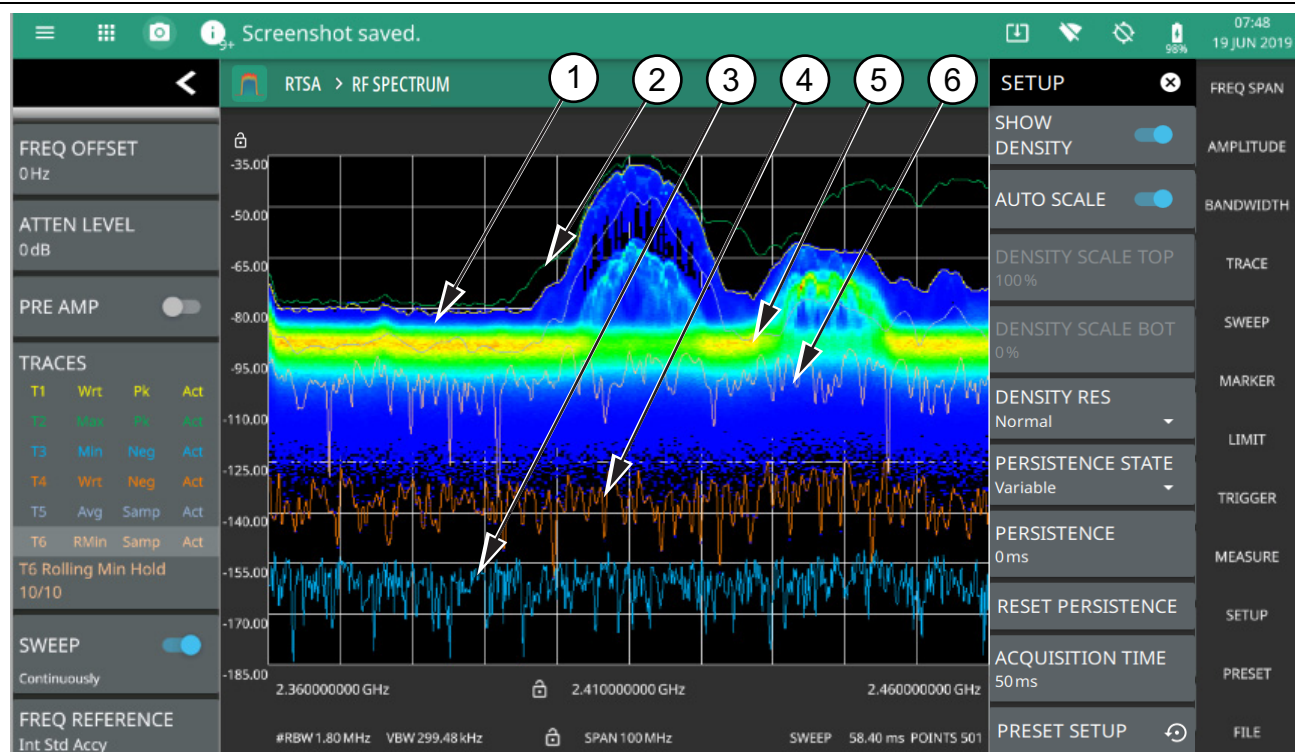 9+ Screenshot saved.
98%
07:48
19 JUN 2019
RTSA > RF SPECTRUM
1 2 3 4 5 6
FREQ OFFSET
0 Hz
ATTEN LEVEL
0 dB
PRE AMP
TRACES
T1 Wrt Pk Act
T2 Max Pk Act
T3 Min Neg Act
T4 Wrt Neg Act
T5 Avg Samp Act
T6 RMin Samp Act
T6 Rolling Min Hold
10/10
SWEEP
Continuously
FREQ REFERENCE
Int Std Accy
-35.00
-50.00
-65.00
-80.00
-95.00
-110.00
-125.00
-140.00
-155.00
-170.00
-185.00
2.360000000 GHz 2.410000000 GHz 2.460000000 GHz
#RBW 1.80 MHz VBW 299.48 kHz SPAN 100 MHz SWEEP 58.40 ms POINTS 501
SETUP
SHOW
DENSITY
AUTO SCALE
DENSITY SCALE TOP
100 %
DENSITY SCALE BOT
0 %
DENSITY RES
Normal
PERSISTENCE STATE
Variable
PERSISTENCE
0 ms
RESET PERSISTENCE
ACQUISITION TIME
50 ms
PRESET SETUP
FREQ SPAN
AMPLITUDE
BANDWIDTH
TRACE
SWEEP
MARKER
LIMIT
TRIGGER
MEASURE
SETUP
PRESET
FILE